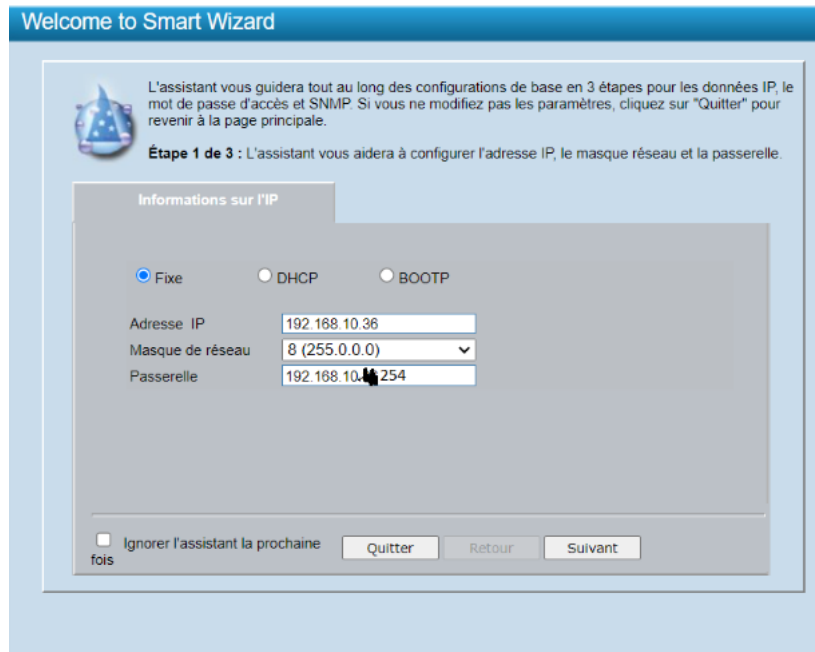 Welcome to Smart Wizard
L'assistant vous guidera tout au long des configurations de base en 3 étapes pour les données IP, le
mot de passe d'accès et SNMP. Si vous ne modifiez pas les paramètres, cliquez sur "Quitter" pour
revenir à la page principale.
Étape 1 de 3 : L'assistant vous aidera à configurer l'adresse IP, le masque réseau et la passerelle.
Informations sur l'IP
Fixe DHCP BOOTP
Adresse IP 192.168.10.36
Masque de réseau 8 (255.0.0.0)
Passerelle 192.168.10. 254
Ignorer l'assistant la prochaine
fois
Quitter Retour Suivant